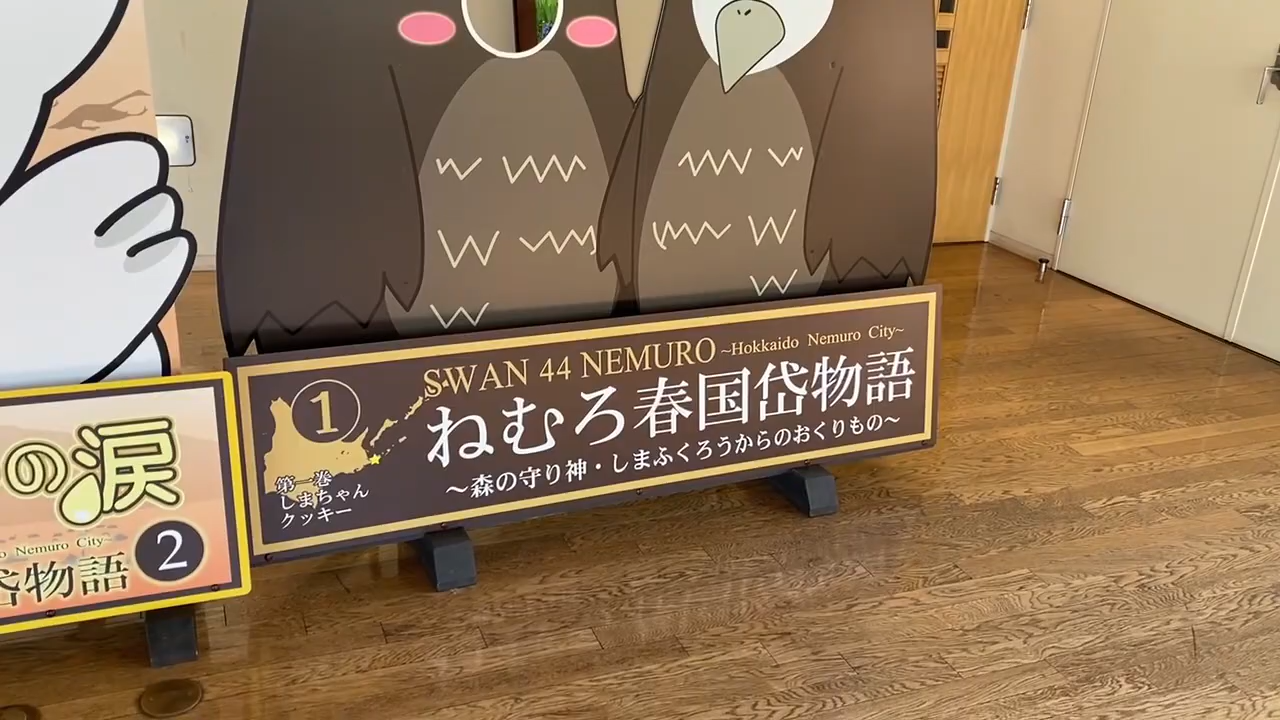 SWAN 44 NEMURO ~Hokkaido Nemuro City~
ねむろ春国岱物語
~森の守り神・しまふくろうからのおくりもの~
1
第一巻
しまちゃん
クッキー
の涙
Nemuro City~
岱物語
2